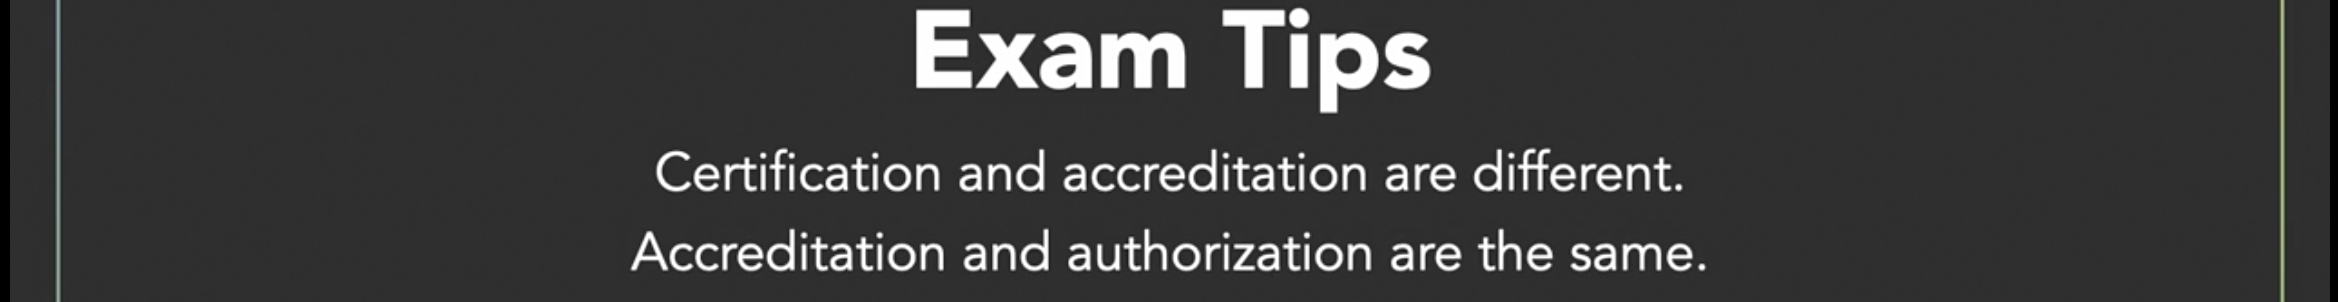 Exam Tips
Certification and accreditation are different.
Accreditation and authorization are the same.